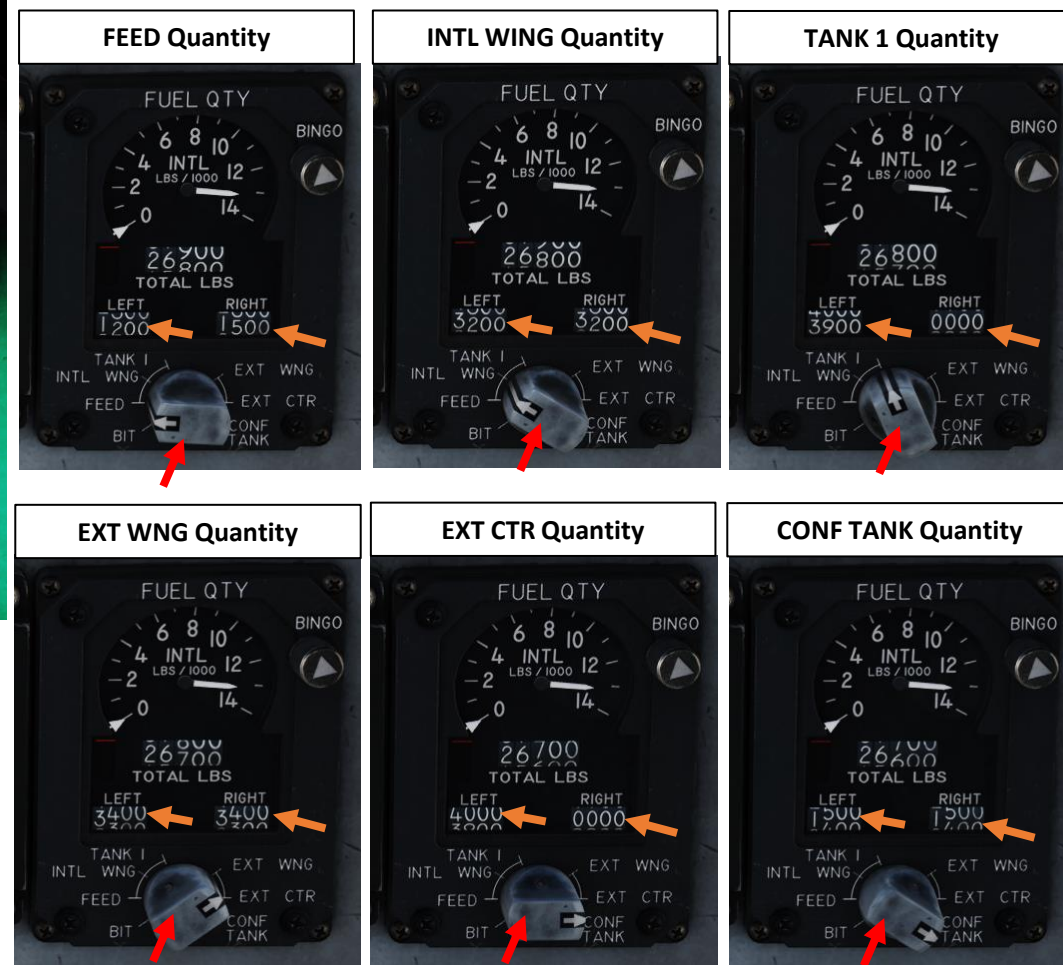 FEED Quantity
FUEL QTY
BINGO
0 2 4 6 8 10 12 14
INTL
LBS / 1000
26800
TOTAL LBS
LEFT RIGHT
1200 1500
TANK 1
INTL WNG
FEED
BIT
EXT WNG
EXT CTR
CONF TANK
INTL WING Quantity
FUEL QTY
BINGO
0 2 4 6 8 10 12 14
INTL
LBS / 1000
26800
TOTAL LBS
LEFT RIGHT
3200 3200
TANK 1
INTL WNG
FEED
BIT
EXT WNG
EXT CTR
CONF TANK
TANK 1 Quantity
FUEL QTY
BINGO
0 2 4 6 8 10 12 14
INTL
LBS / 1000
26800
TOTAL LBS
LEFT RIGHT
3900 0000
TANK 1
INTL WNG
FEED
BIT
EXT WNG
EXT CTR
CONF TANK
EXT WNG Quantity
FUEL QTY
BINGO
0 2 4 6 8 10 12 14
INTL
LBS / 1000
26700
TOTAL LBS
LEFT RIGHT
3400 3400
TANK 1
INTL WNG
FEED
BIT
EXT WNG
EXT CTR
CONF TANK
EXT CTR Quantity
FUEL QTY
BINGO
0 2 4 6 8 10 12 14
INTL
LBS / 1000
26700
TOTAL LBS
LEFT RIGHT
4000 0000
TANK 1
INTL WNG
FEED
BIT
EXT WNG
EXT CTR
CONF TANK
CONF TANK Quantity
FUEL QTY
BINGO
0 2 4 6 8 10 12 14
INTL
LBS / 1000
26600
TOTAL LBS
LEFT RIGHT
1500 1500
TANK 1
INTL WNG
FEED
BIT
EXT WNG
EXT CTR
CONF TANK